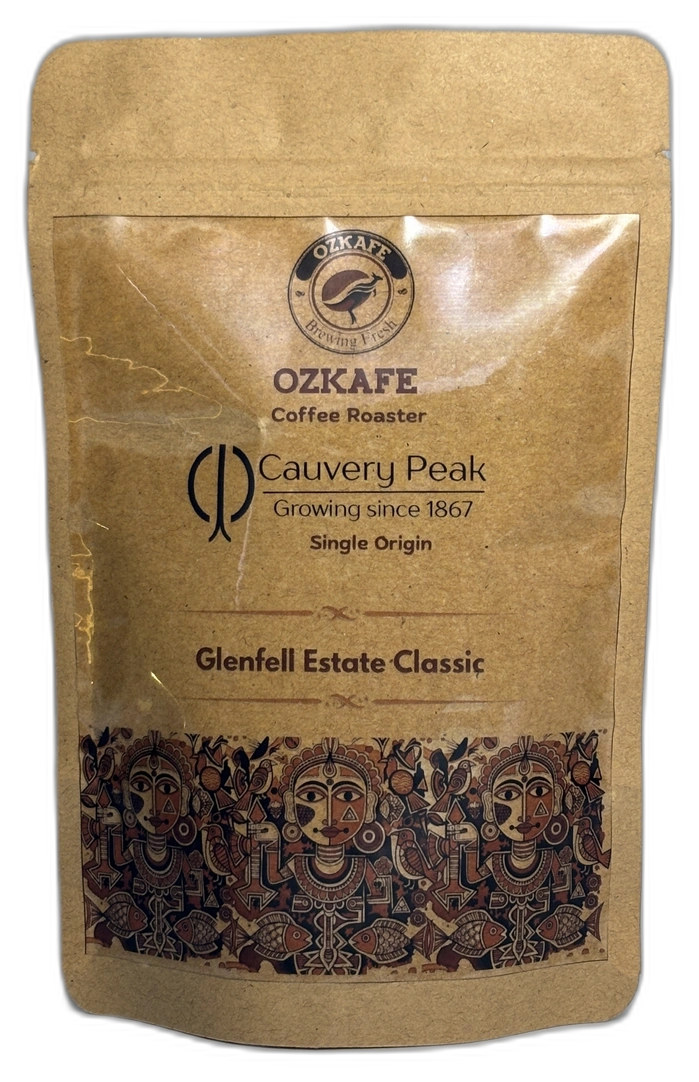 OZKAFE
Brewing Fresh
OZKAFE
Coffee Roaster
Cauvery Peak
Growing since 1867
Single Origin
Glenfell Estate Classic